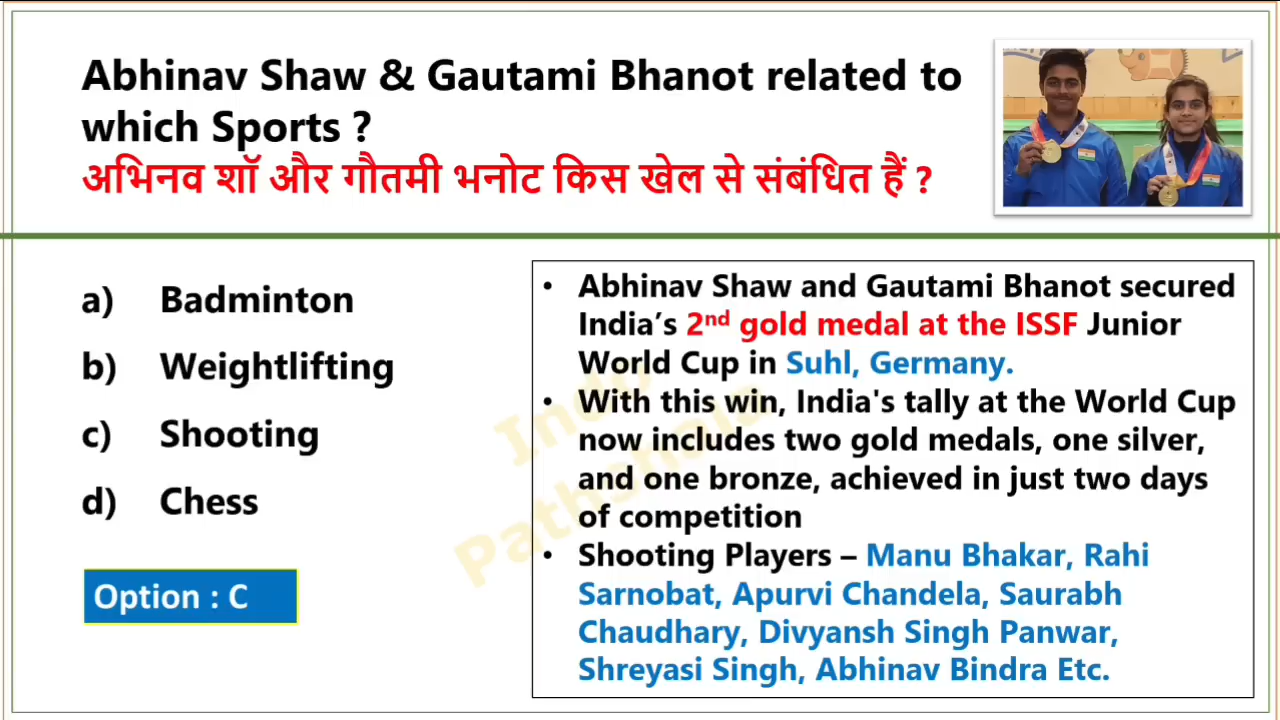 Abhinav Shaw & Gautami Bhanot related to
which Sports ?
अभिनव शॉ और गौतमी भनोट किस खेल से संबंधित हैं ?
a) Badminton
b) Weightlifting
c) Shooting
d) Chess
Option : C
• Abhinav Shaw and Gautami Bhanot secured
India’s 2nd gold medal at the ISSF Junior
World Cup in Suhl, Germany.
• With this win, India's tally at the World Cup
now includes two gold medals, one silver,
and one bronze, achieved in just two days
of competition
• Shooting Players – Manu Bhakar, Rahi
Sarnobat, Apurvi Chandela, Saurabh
Chaudhary, Divyansh Singh Panwar,
Shreyasi Singh, Abhinav Bindra Etc.
Indo
Pathshala